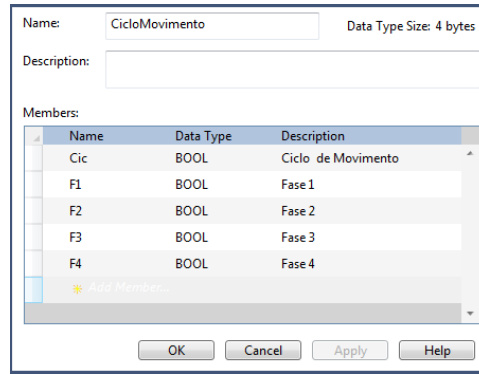 Name: CicloMovimento Data Type Size: 4 bytes
Description:
Members:
Name Data Type Description
Cic BOOL Ciclo de Movimento
F1 BOOL Fase 1
F2 BOOL Fase 2
F3 BOOL Fase 3
F4 BOOL Fase 4
Add Member...
OK Cancel Apply Help